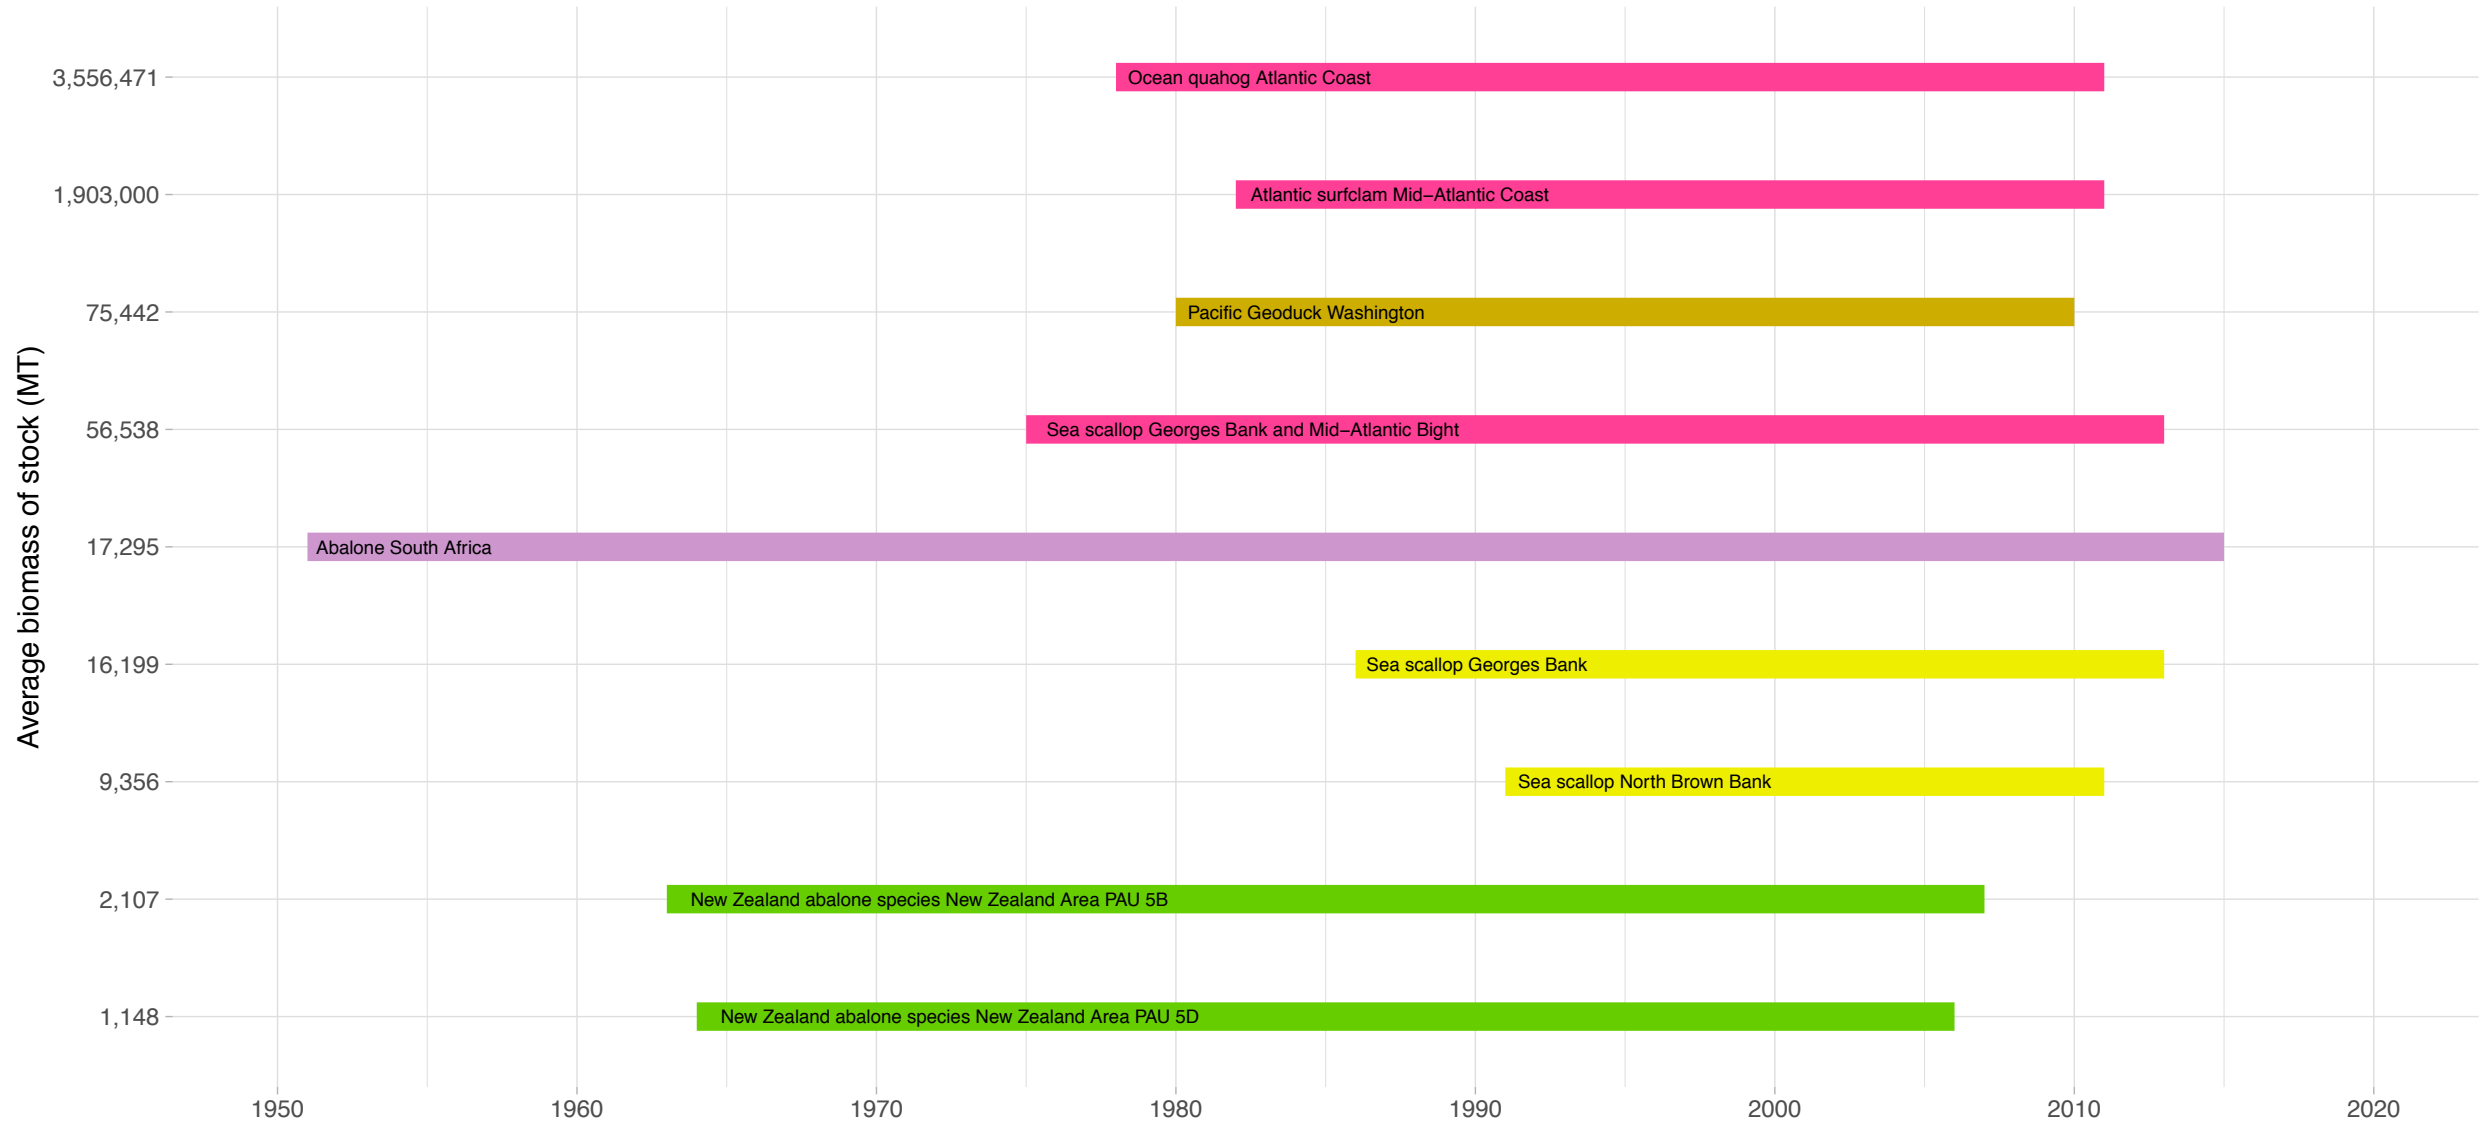 Average biomass of stock (MT)
3,556,471
Ocean quahog Atlantic Coast
1,903,000
Atlantic surfclam Mid−Atlantic Coast
75,442
Pacific Geoduck Washington
56,538
Sea scallop Georges Bank and Mid−Atlantic Bight
17,295
Abalone South Africa
16,199
Sea scallop Georges Bank
9,356
Sea scallop North Brown Bank
2,107
New Zealand abalone species New Zealand Area PAU 5B
1,148
New Zealand abalone species New Zealand Area PAU 5D
1950 1960 1970 1980 1990 2000 2010 2020